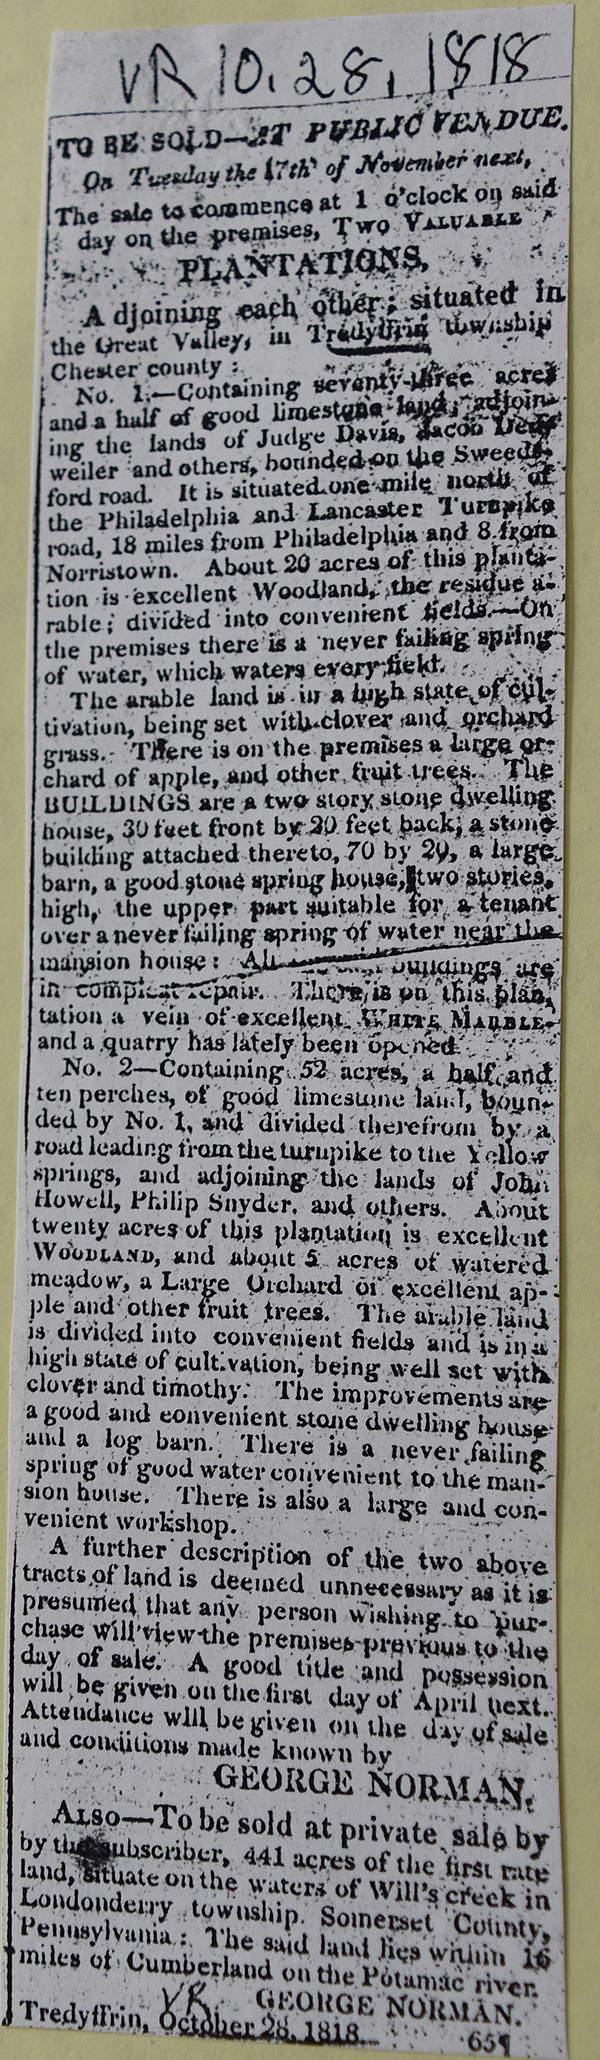 VR 10.28,1818
TO BE SOLD—AT PUBLIC VENDUE.
On Tuesday the 17th of November next,
The sale to commence at 1 o'clock on said
day on the premises, Two Valuable
PLANTATIONS,
Adjoining each other; situated in
the Great Valley, in Tredyffrin township
Chester county:
No. 1.—Containing seventy-three acres
and a half of good limestone land, adjoin-
ing the lands of Judge Davis, Jacob
weiler and others, bounded on the Sweeds-
ford road. It is situated one mile north of
the Philadelphia and Lancaster Turnpike
road, 18 miles from Philadelphia and 8 from
Norristown. About 20 acres of this planta-
tion is excellent Woodland, the residue a-
rable; divided into convenient fields.—On
the premises there is a never failing spring
of water, which waters every field.
The arable land is in a high state of cul-
tivation, being set with clover and orchard
grass. There is on the premises a large or-
chard of apple, and other fruit trees. The
BUILDINGS are a two story stone dwelling
house, 30 feet front by 20 feet back; a stone
building attached thereto, 70 by 20, a large
barn, a good stone spring house, two stories,
high, the upper part suitable for a tenant
over a never failing spring of water near the
mansion house: All buildings are
in compleat repair. There is on this plan,
tation a vein of excellent White Marble
and a quatry has lately been opened.
No. 2—Containing 52 acres, a half and
ten perches, of good limestone land, boun-
ded by No. 1, and divided therefrom by a
road leading from the turnpike to the Yellow
springs, and adjoining the lands of John
Howell, Philip Snyder, and others. About
twenty acres of this plantation is excellent
Woodland, and about 5 acres of watered
meadow, a Large Orchard of excellent ap-
ple and other fruit trees. The arable land
is divided into convenient fields and is in a
high state of cultivation, being well set with
clover and timothy. The improvements are
a good and convenient stone dwelling house
and a log barn. There is a never failing
spring of good water convenient to the man-
sion house. There is also a large and con-
venient workshop.
A further description of the two above
tracts of land is deemed unnecessary as it is
presumed that any person wishing to pur-
chase will view the premises previous to the
day of sale. A good title and possession
will be given on the first day of April next.
Attendance will be given on the day of sale
and conditions made known by
GEORGE NORMAN.
Also—To be sold at private sale by
by the subscriber, 441 acres of the first rate
land, situate on the waters of Will's creek in
Londonderry township Somerset County,
Pennsylvania: The said land lies within 16
miles of Cumberland on the Potamac river.
VR GEORGE NORMAN.
Tredyffrin, October 28, 1818. 65¶